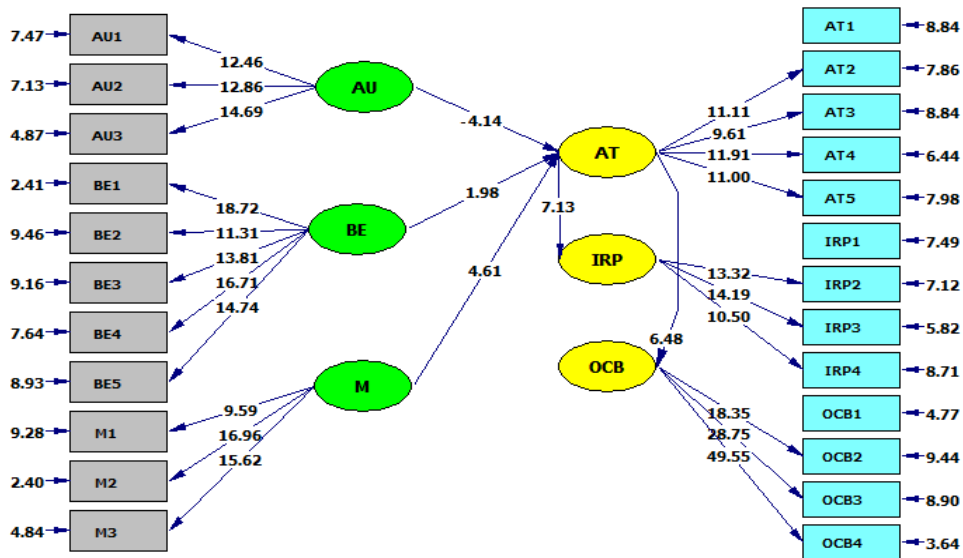 7.47
AU1
7.13
AU2
4.87
AU3
2.41
BE1
9.46
BE2
9.16
BE3
7.64
BE4
8.93
BE5
9.28
M1
2.40
M2
4.84
M3
12.46
12.86
14.69
18.72
11.31
13.81
16.71
14.74
9.59
16.96
15.62
AU
BE
M
-4.14
1.98
4.61
AT
7.13
IRP
6.48
OCB
11.11
9.61
11.91
11.00
13.32
14.19
10.50
18.35
28.75
49.55
AT1
8.84
AT2
7.86
AT3
8.84
AT4
6.44
AT5
7.98
IRP1
7.49
IRP2
7.12
IRP3
5.82
IRP4
8.71
OCB1
4.77
OCB2
9.44
OCB3
8.90
OCB4
3.64